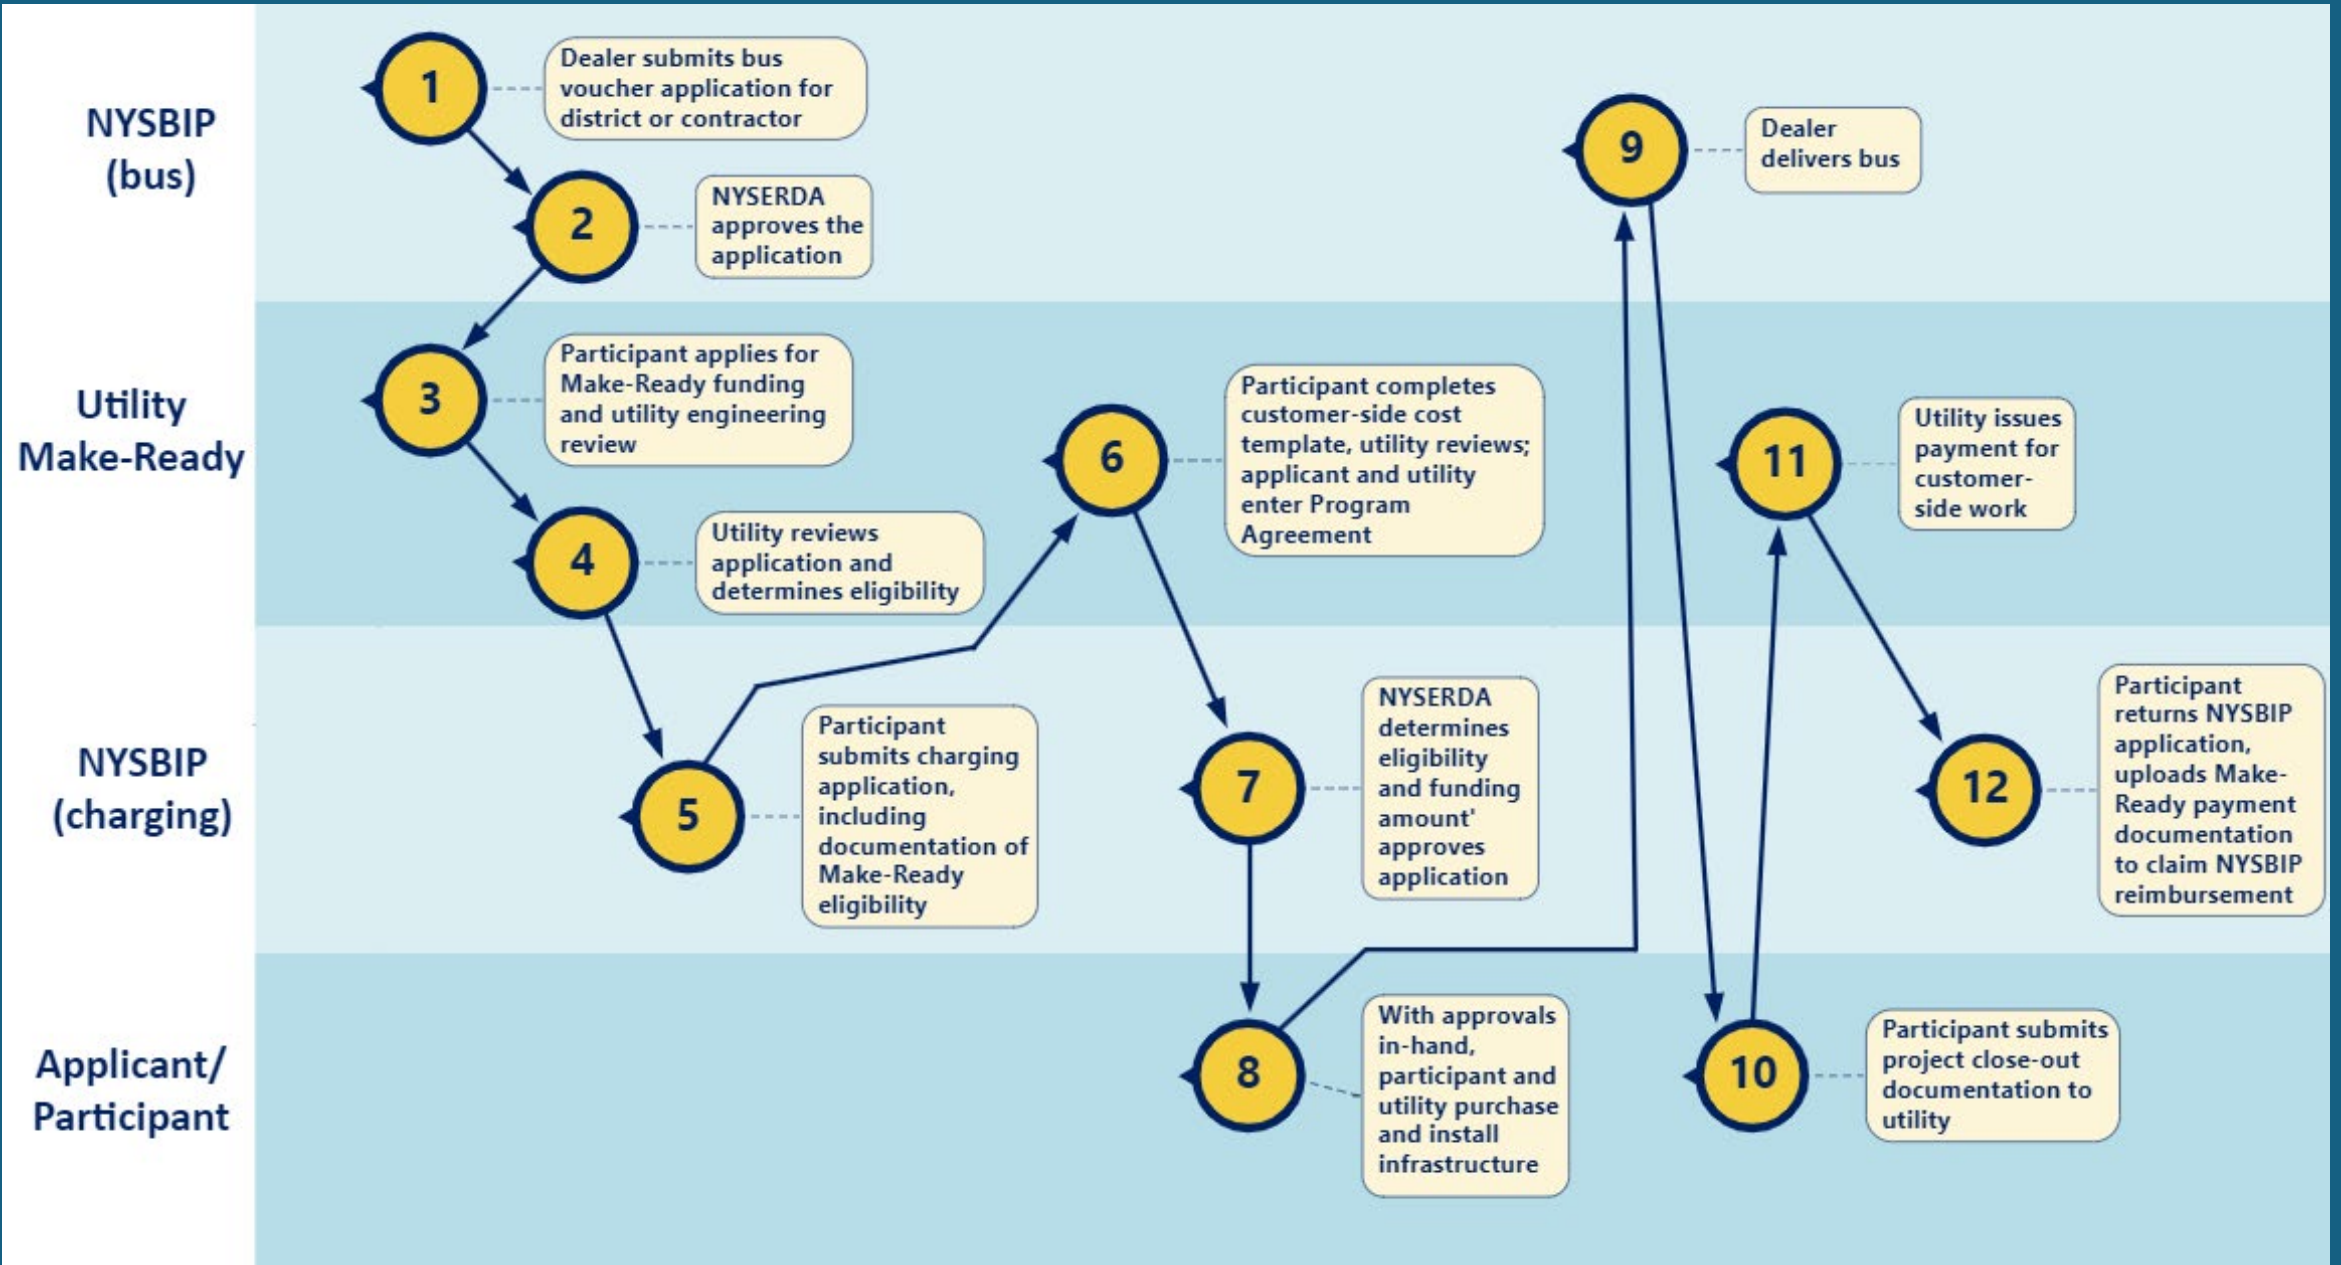 NYSBIP
(bus)
1
Dealer submits bus
voucher application for
district or contractor
2
NYSERDA
approves the
application
9
Dealer
delivers bus
Utility
Make-Ready
3
Participant applies for
Make-Ready funding
and utility engineering
review
4
Utility reviews
application and
determines eligibility
6
Participant completes
customer-side cost
template, utility reviews;
applicant and utility
enter Program
Agreement
11
Utility issues
payment for
customer-
side work
NYSBIP
(charging)
5
Participant
submits charging
application,
including
documentation of
Make-Ready
eligibility
7
NYSERDA
determines
eligibility
and funding
amount'
approves
application
12
Participant
returns NYSBIP
application,
uploads Make-
Ready payment
documentation
to claim NYSBIP
reimbursement
Applicant/
Participant
8
With approvals
in-hand,
participant and
utility purchase
and install
infrastructure
10
Participant submits
project close-out
documentation to
utility